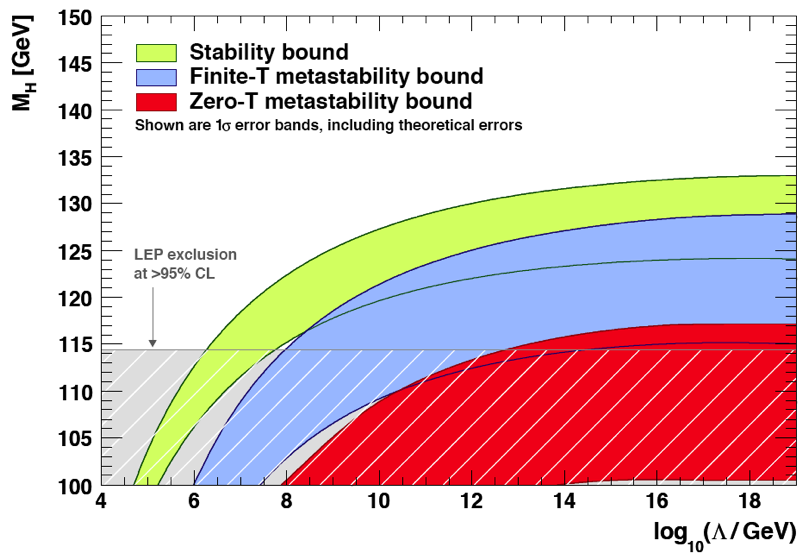 150
145
140
135
130
125
120
115
110
105
100
M_H [GeV]
Stability bound
Finite-T metastability bound
Zero-T metastability bound
Shown are 1σ error bands, including theoretical errors
LEP exclusion
at >95% CL
4 6 8 10 12 14 16 18
log_10(Λ / GeV)